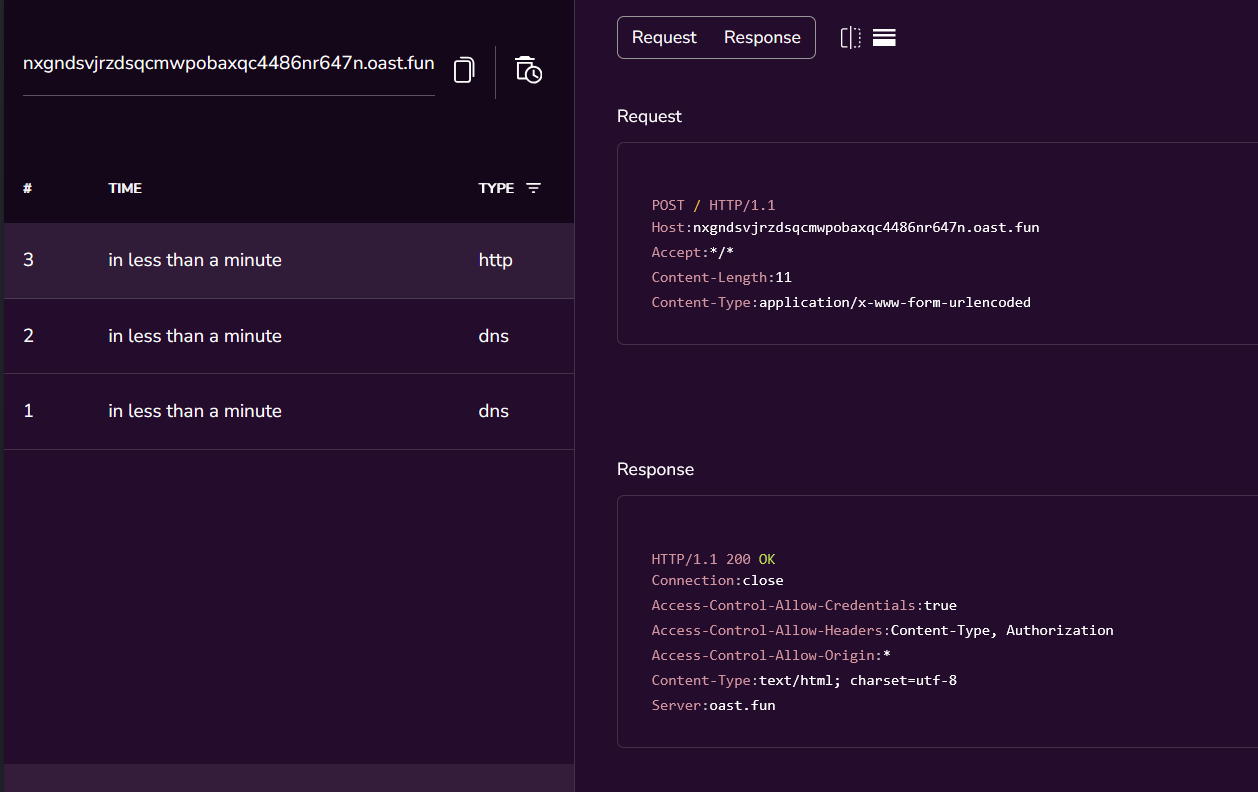 nxgndsvjrzdsqcmwpobaxqc4486nr647n.oast.fun
# TIME TYPE
3 in less than a minute http
2 in less than a minute dns
1 in less than a minute dns
Request Response
Request
POST / HTTP/1.1
Host:nxgndsvjrzdsqcmwpobaxqc4486nr647n.oast.fun
Accept:*/*
Content-Length:11
Content-Type:application/x-www-form-urlencoded
Response
HTTP/1.1 200 OK
Connection:close
Access-Control-Allow-Credentials:true
Access-Control-Allow-Headers:Content-Type, Authorization
Access-Control-Allow-Origin:*
Content-Type:text/html; charset=utf-8
Server:oast.fun